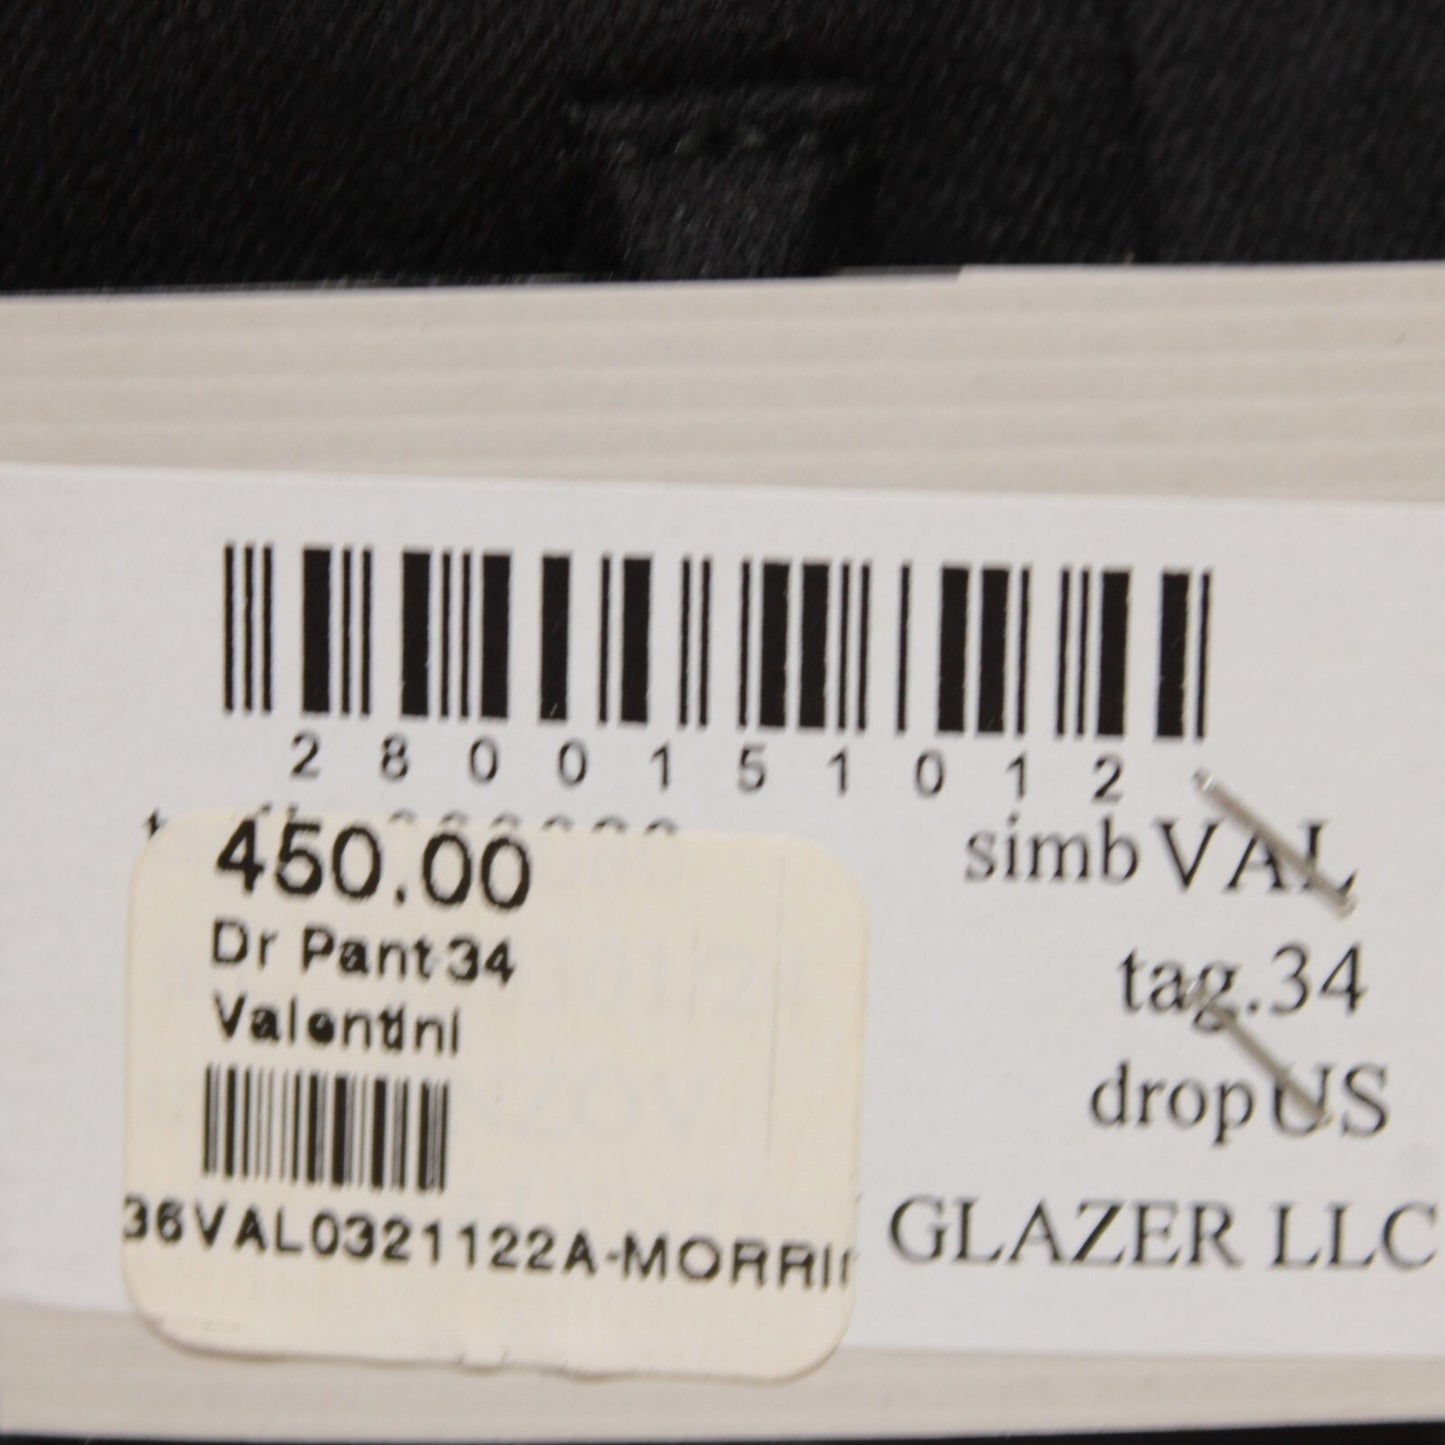 2800151012
simb VAL
450.00
Dr Pant 34
tag.34
Valentini
drop US
36VAL0321122A-MORRI
GLAZER LLC